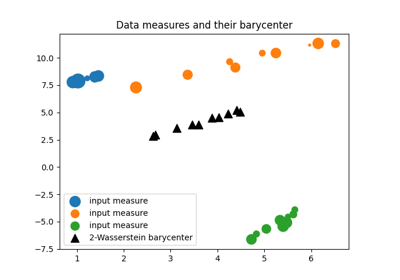 Data measures and their barycenter
10.0
7.5
5.0
2.5
0.0
−2.5
−5.0
−7.5
input measure
input measure
input measure
2-Wasserstein barycenter
1
2
3
4
5
6